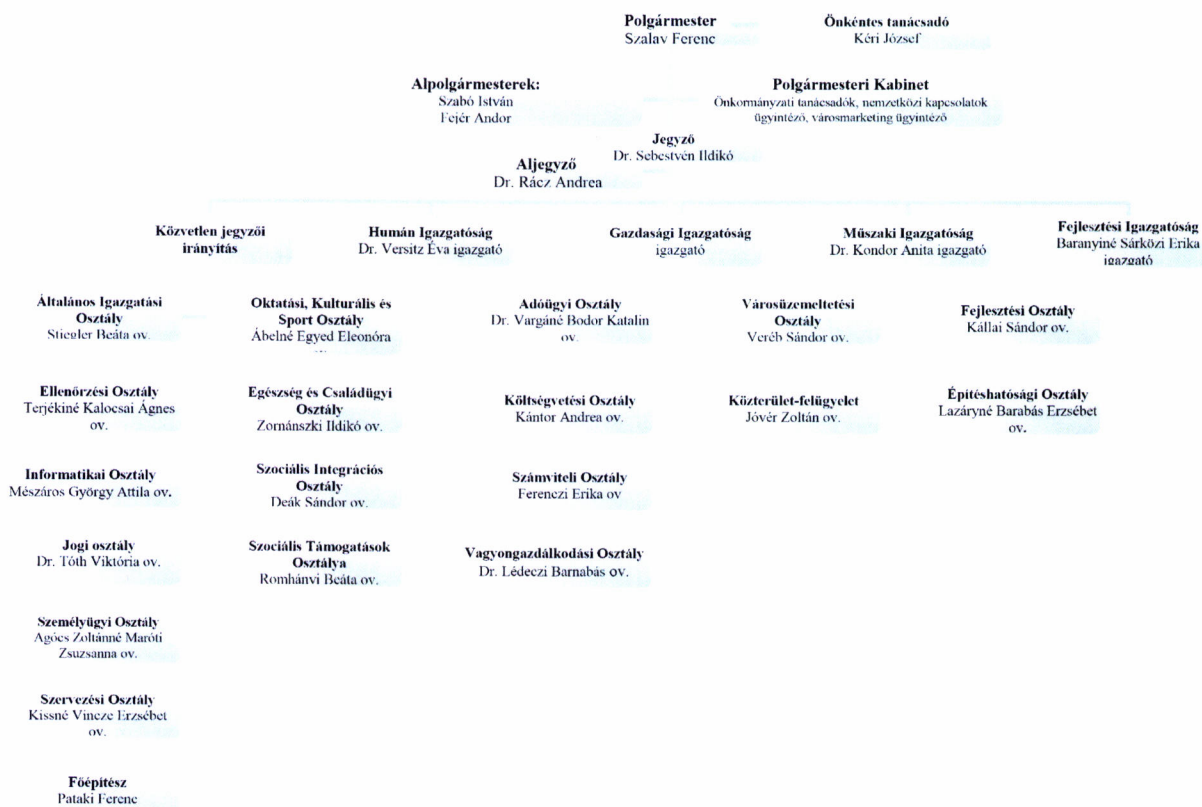 Polgármester
Szalay Ferenc
Önkéntes tanácsadó
Kéri József
Alpolgármesterek:
Szabó István
Fejér Andor
Polgármesteri Kabinet
Önkormányzati tanácsadók, nemzetközi kapcsolatok
ügyintéző, városmarketing ügyintéző
Jegyző
Dr. Sebestyén Ildikó
Aljegyző
Dr. Rácz Andrea
Közvetlen jegyzői
irányítás
Humán Igazgatóság
Dr. Versitz Éva igazgató
Gazdasági Igazgatóság
igazgató
Műszaki Igazgatóság
Dr. Kondor Anita igazgató
Fejlesztési Igazgatóság
Baranyiné Sárközi Erika
igazgató
Általános Igazgatási
Osztály
Stiegler Beáta ov.
Oktatási, Kulturális és
Sport Osztály
Ábelné Egyed Eleonóra
Adóügyi Osztály
Dr. Vargáné Bodor Katalin
ov.
Városüzemeltetési
Osztály
Veréb Sándor ov.
Fejlesztési Osztály
Kállai Sándor ov.
Ellenőrzési Osztály
Terjékiné Kalocsai Ágnes
ov.
Egészség és Családügyi
Osztály
Zornánszki Ildikó ov.
Költségvetési Osztály
Kántor Andrea ov.
Közterület-felügyelet
Jóvér Zoltán ov.
Építéshatósági Osztály
Lazáryné Barabás Erzsébet
ov.
Informatikai Osztály
Mészáros György Attila ov.
Szociális Integrációs
Osztály
Deák Sándor ov.
Számviteli Osztály
Ferenczi Erika ov
Jogi osztály
Dr. Tóth Viktória ov.
Szociális Támogatások
Osztálya
Romhányi Beáta ov.
Vagyongazdálkodási Osztály
Dr. Lédeczi Barnabás ov.
Személyügyi Osztály
Agócs Zoltánné Maróti
Zsuzsanna ov.
Szervezési Osztály
Kissné Vincze Erzsébet
ov.
Főépítész
Pataki Ferenc